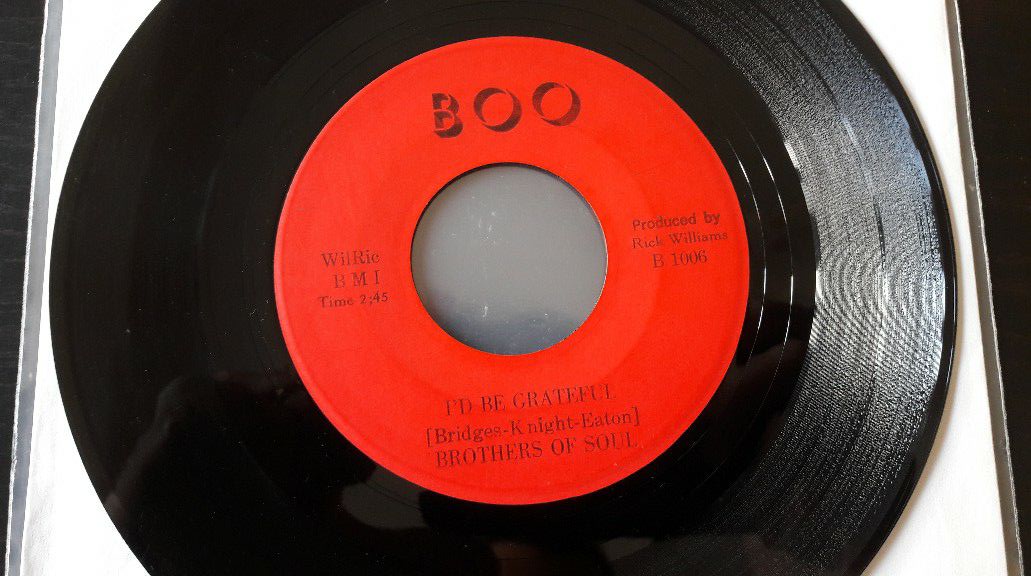 BOO
WilRic
B M I
Time 2;45
Produced by
Rick Williams
B 1006
I'D BE GRATEFUL
[Bridges-Knight-Eaton]
BROTHERS OF SOUL